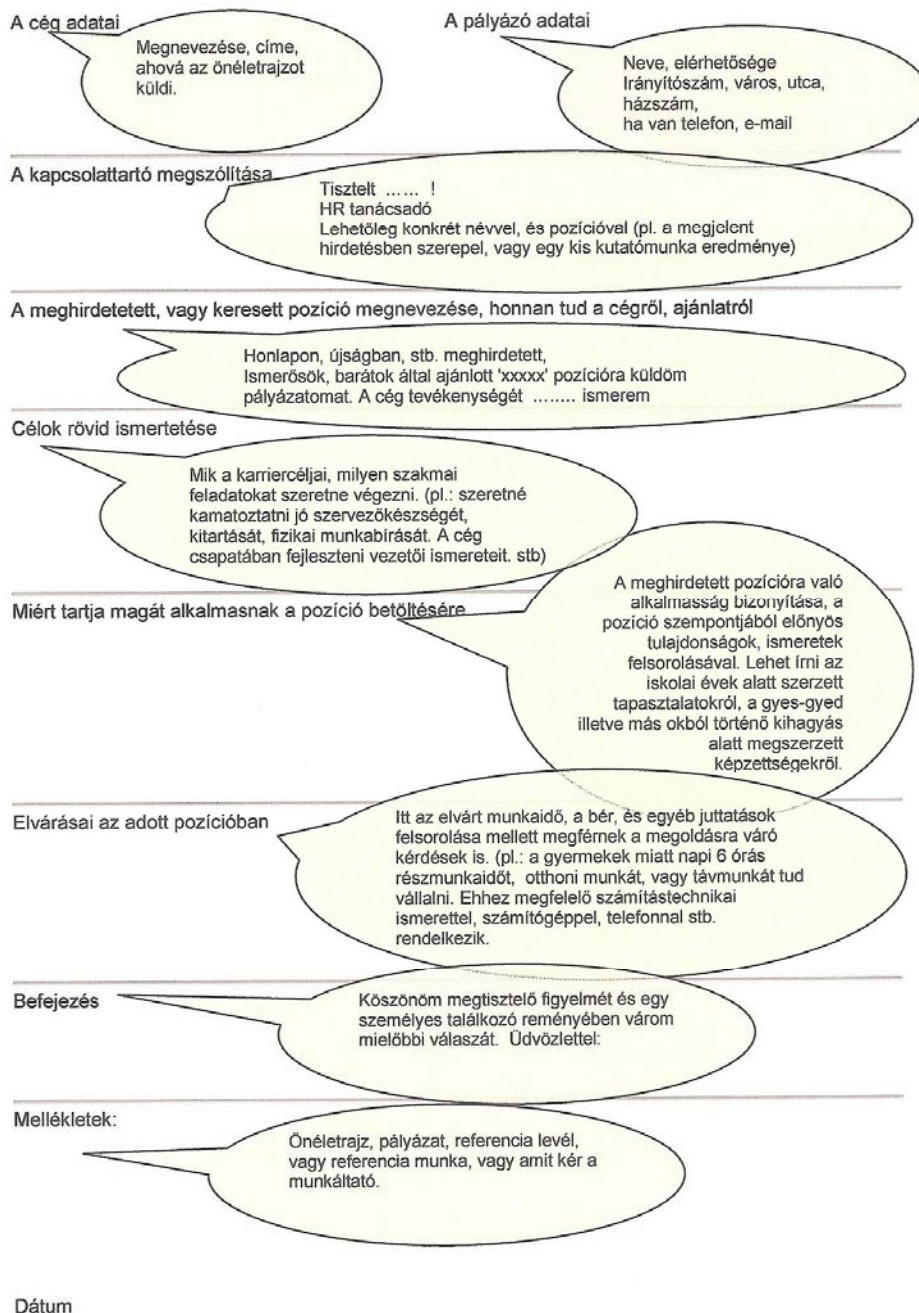 A cég adatai
Megnevezése, címe,
ahová az önéletrajzot
küldi.
A pályázó adatai
Neve, elérhetősége
Irányítószám, város, utca,
házszám,
ha van telefon, e-mail
A kapcsolattartó megszólítása
Tisztelt ...... !
HR tanácsadó
Lehetőleg konkrét névvel, és pozícióval (pl. a megjelent
hirdetésben szerepel, vagy egy kis kutatómunka eredménye)
A meghirdetetett, vagy keresett pozíció megnevezése, honnan tud a cégről, ajánlatról
Honlapon, újságban, stb. meghirdetett,
Ismerősök, barátok által ajánlott 'xxxxx' pozícióra küldöm
pályázatomat. A cég tevékenységét ........ ismerem
Célok rövid ismertetése
Mik a karriercéljai, milyen szakmai
feladatokat szeretne végezni. (pl.: szeretné
kamatoztatni jó szervezőkészségét,
kitartását, fizikai munkabírását. A cég
csapatában fejleszteni vezetői ismereteit. stb)
Miért tartja magát alkalmasnak a pozíció betöltésére
A meghirdetett pozícióra való
alkalmasság bizonyítása, a
pozíció szempontjából előnyös
tulajdonságok, ismeretek
felsorolásával. Lehet írni az
iskolai évek alatt szerzett
tapasztalatokról, a gyes-gyed
illetve más okból történő kihagyás
alatt megszerzett
képzettségekről.
Elvárásai az adott pozícióban
Itt az elvárt munkaidő, a bér, és egyéb juttatások
felsorolása mellett megférnek a megoldásra váró
kérdések is. (pl.: a gyermekek miatt napi 6 órás
részmunkaidőt, otthoni munkát, vagy távmunkát tud
vállalni. Ehhez megfelelő számítástechnikai
ismerettel, számítógéppel, telefonnal stb.
rendelkezik.
Befejezés
Köszönöm megtisztelő figyelmét és egy
személyes találkozó reményében várom
mielőbbi válaszát. Üdvözlettel:
Mellékletek:
Önéletrajz, pályázat, referencia levél,
vagy referencia munka, vagy amit kér a
munkáltató.
Dátum